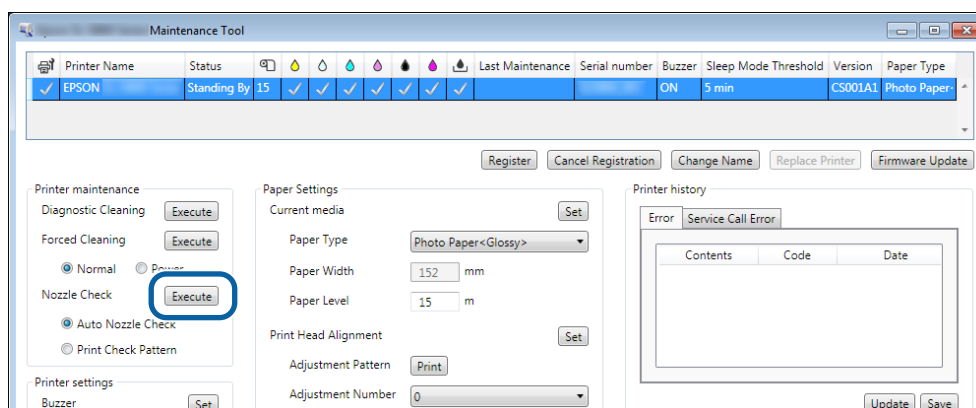 Maintenance Tool
Printer Name Status Last Maintenance Serial number Buzzer Sleep Mode Threshold Version Paper Type
EPSON Standing By 15 ON 5 min CS001A1 Photo Paper-
Register Cancel Registration Change Name Replace Printer Firmware Update
Printer maintenance
Diagnostic Cleaning Execute
Forced Cleaning Execute
Normal Power
Nozzle Check Execute
Auto Nozzle Check
Print Check Pattern
Printer settings
Buzzer Set
Paper Settings
Current media Set
Paper Type Photo Paper<Glossy>
Paper Width 152 mm
Paper Level 15 m
Print Head Alignment Set
Adjustment Pattern Print
Adjustment Number 0
Printer history
Error Service Call Error
Contents Code Date
Update Save